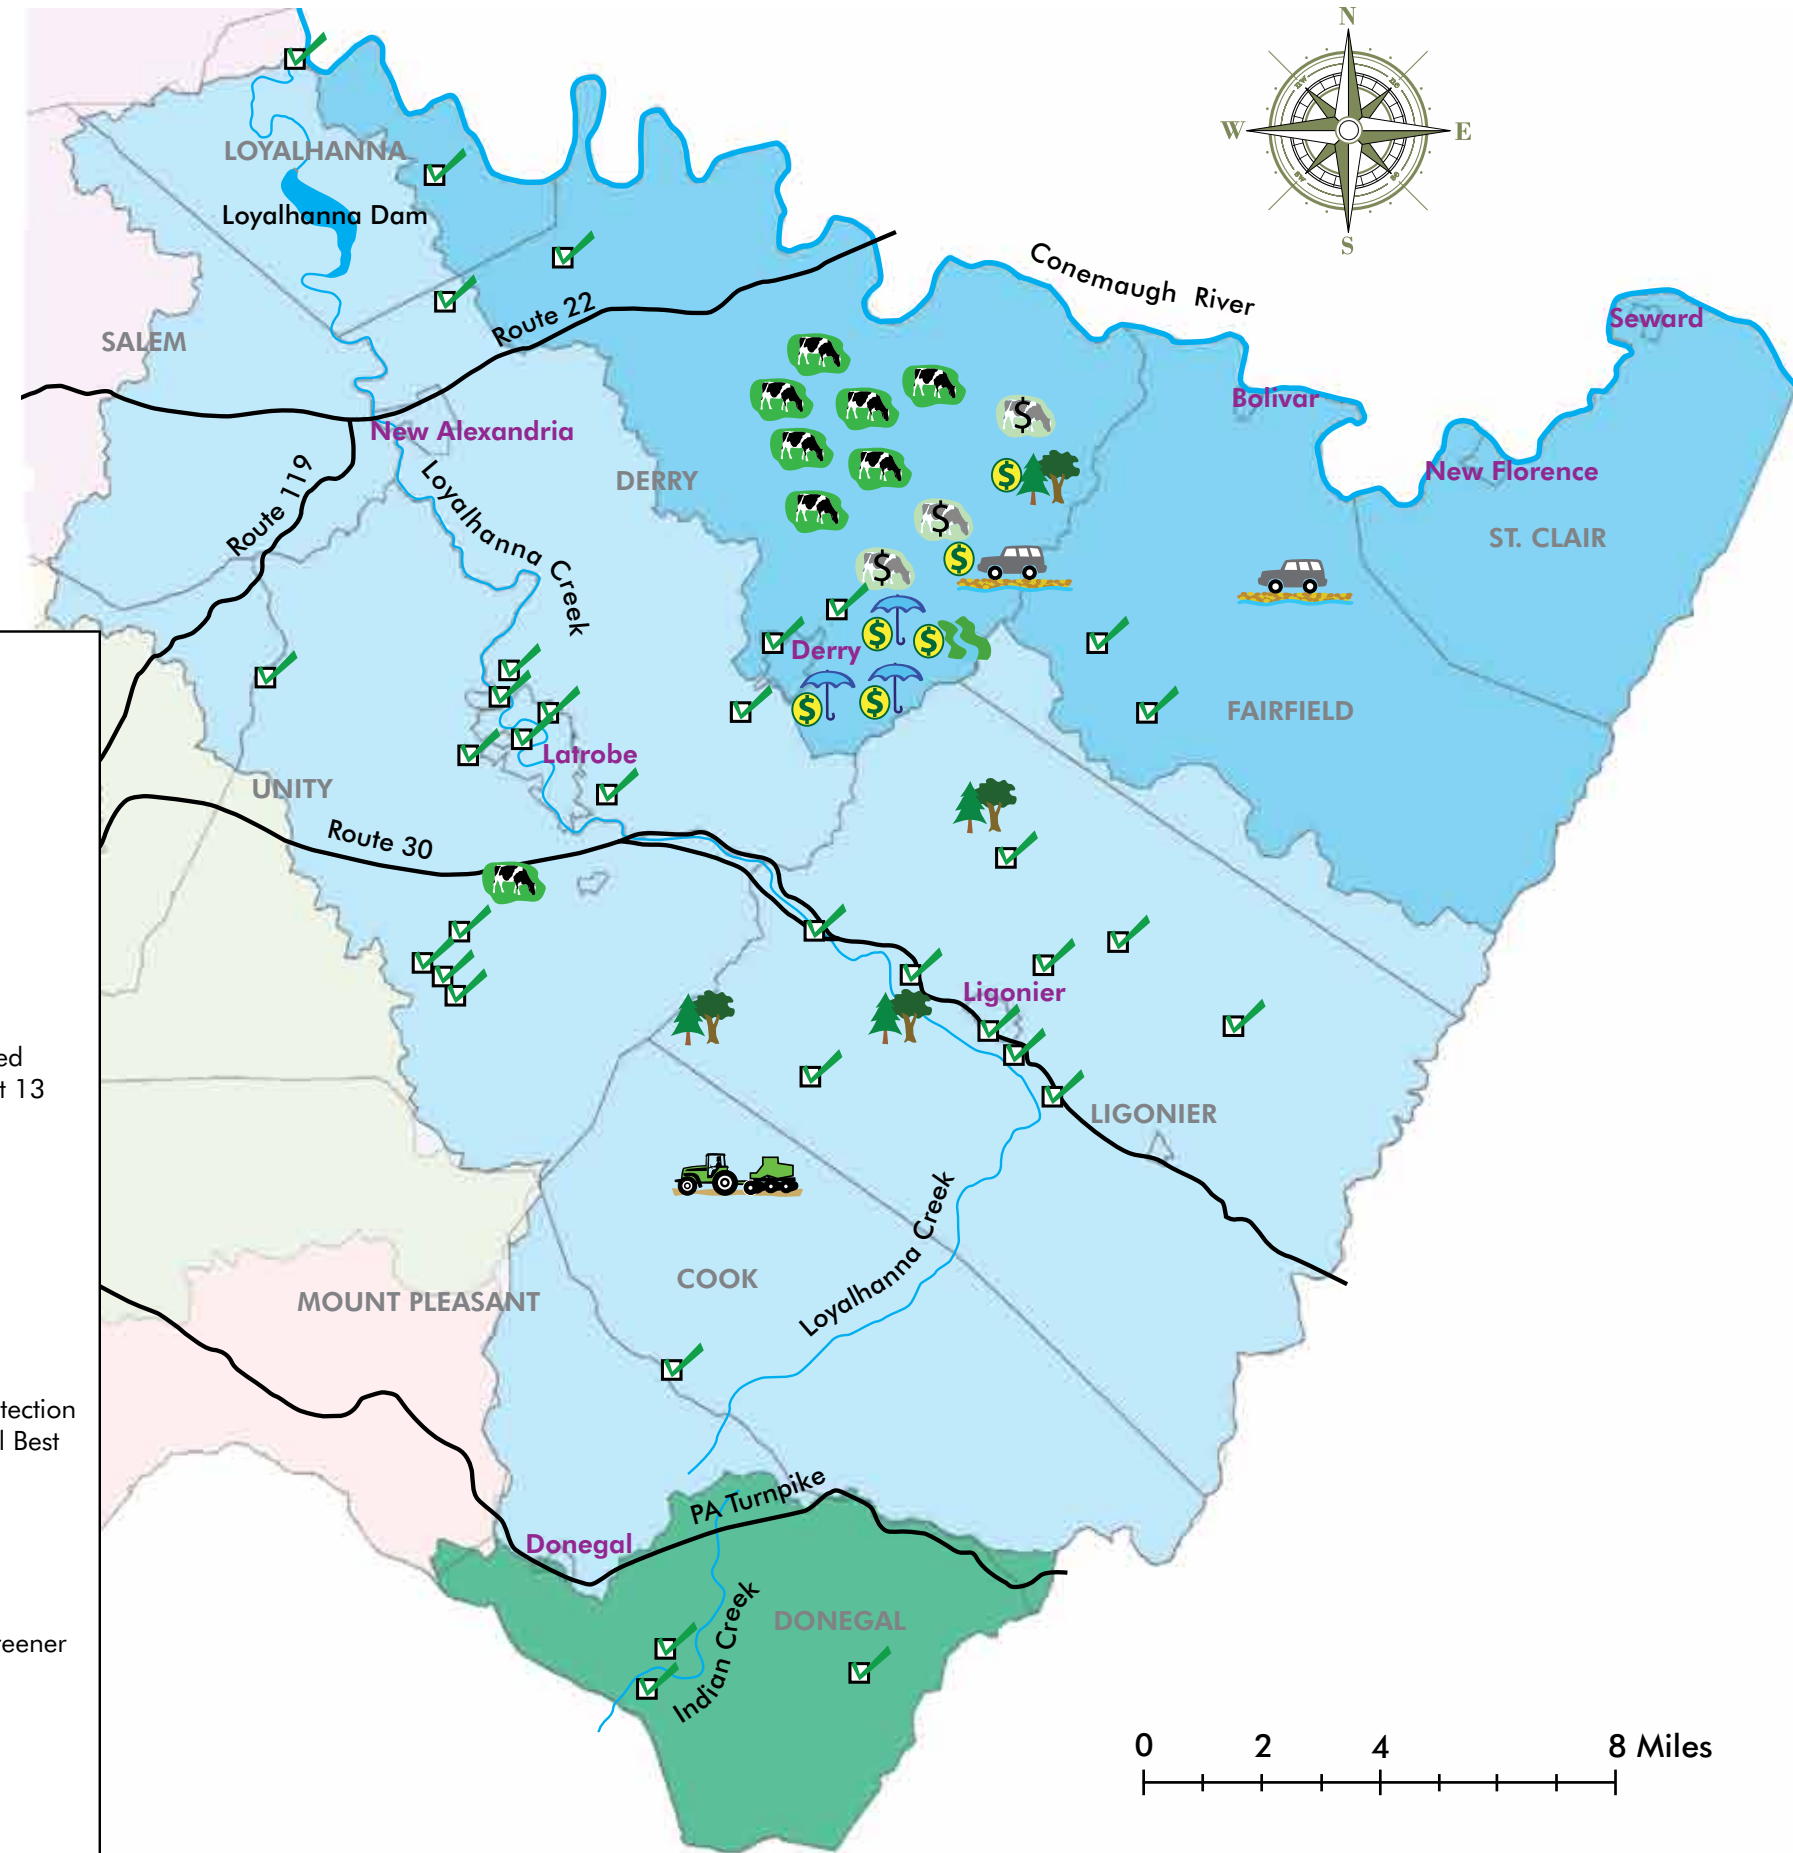 N
W
E
S
LOYALHANNA
Loyalhanna Dam
Conemaugh River
Seward
Route 22
SALEM
Bolivar
New Alexandria
New Florence
DERRY
Route 119
Loyalhanna Creek
ST. CLAIR
$
$
$
$
$
$
$
Derry
$
$
FAIRFIELD
Latrobe
UNITY
Route 30
Ligonier
ed
t 13
LIGONIER
Loyalhanna Creek
COOK
MOUNT PLEASANT
tection
l Best
PA Turnpike
Donegal
DONEGAL
Indian Creek
reener
0 2 4 8 Miles